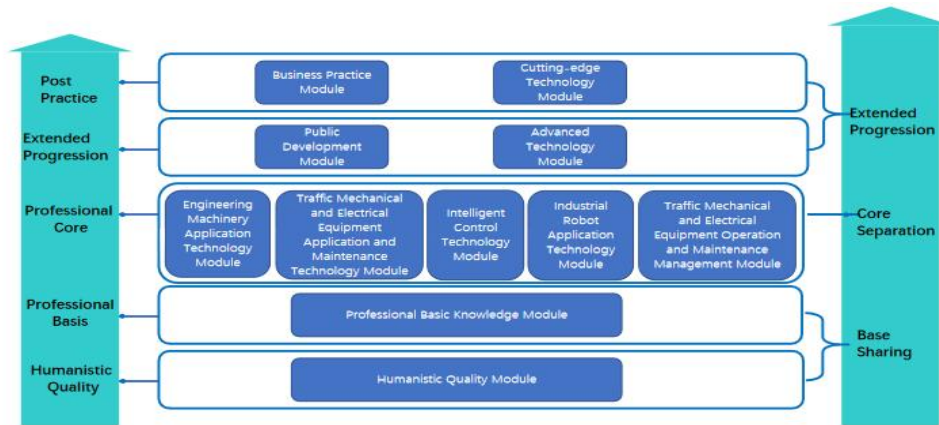 Post
Practice
Business Practice
Module
Cutting-edge
Technology
Module
Extended
Progression
Public
Development
Module
Advanced
Technology
Module
Extended
Progression
Professional
Core
Engineering
Machinery
Application
Technology
Module
Traffic Mechanical
and Electrical
Equipment
Application and
Maintenance
Technology Module
Intelligent
Control
Technology
Module
Industrial
Robot
Application
Technology
Module
Traffic Mechanical
and Electrical
Equipment Operation
and Maintenance
Management Module
Core
Separation
Professional
Basis
Professional Basic Knowledge Module
Humanistic
Quality
Humanistic Quality Module
Base
Sharing